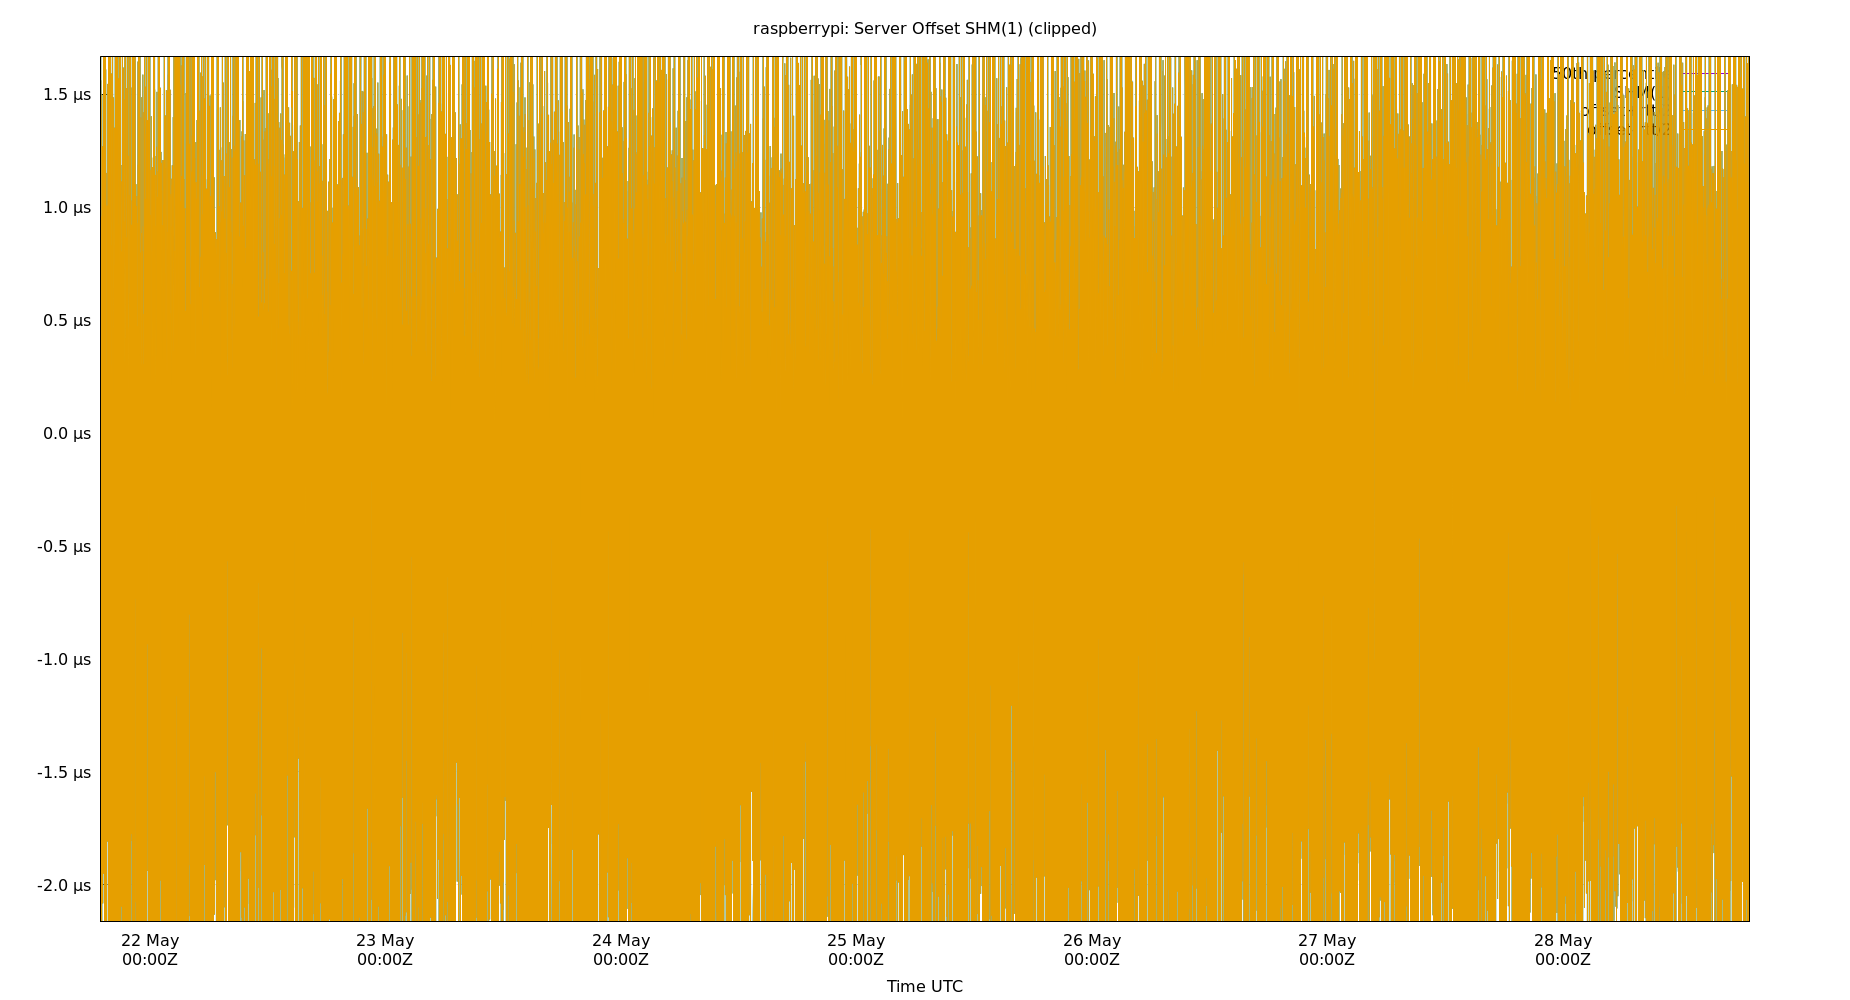 raspberrypi: Server Offset SHM(1) (clipped)
50th percent
1.5 µs
1.0 µs
0.5 µs
0.0 µs
-0.5 µs
-1.0 µs
-1.5 µs
-2.0 µs
22 May 23 May 24 May 25 May 26 May 27 May 28 May
00:00Z 00:00Z 00:00Z 00:00Z 00:00Z 00:00Z 00:00Z
Time UTC